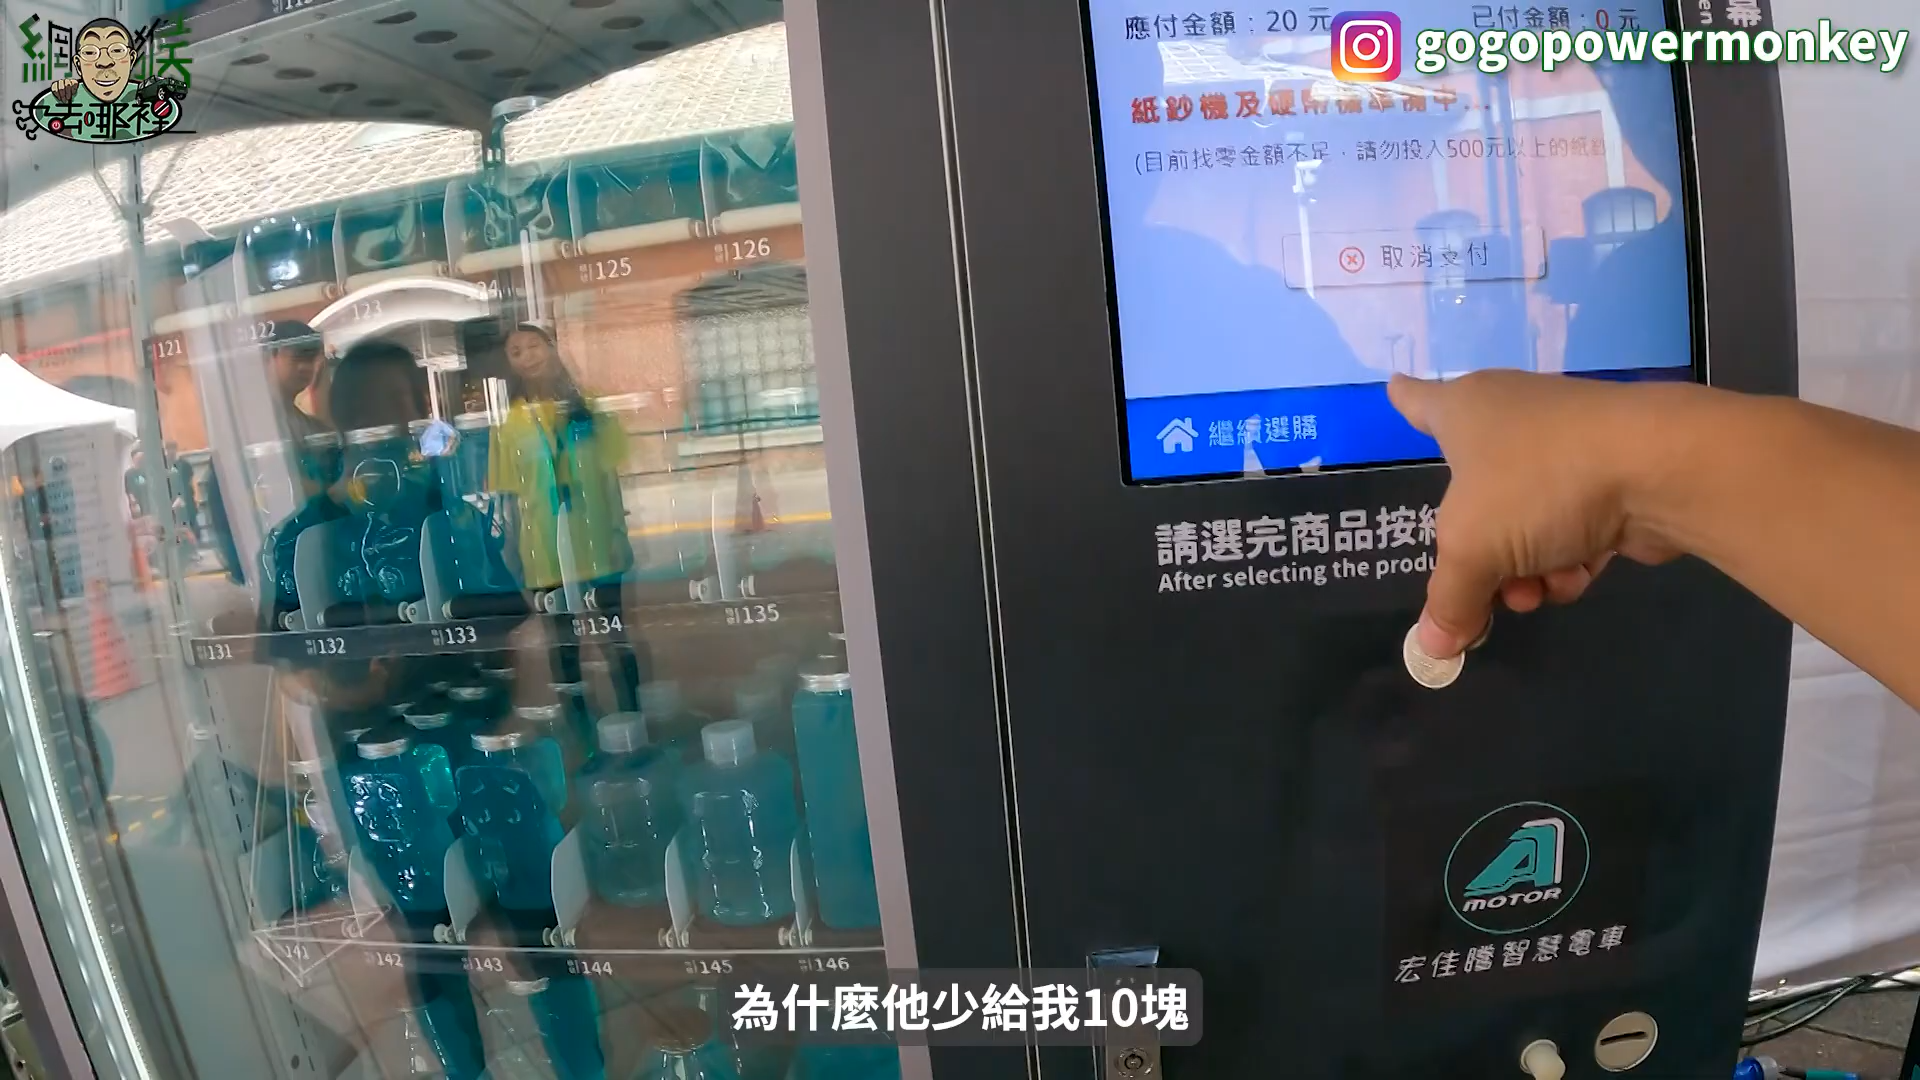 網猴
去哪裡
gogopowermonkey
應付金額：20 元
已付金額：0 元
紙鈔機及硬幣機準備中...
(目前找零金額不足，請勿投入500元以上的紙鈔
取消支付
繼續選購
幕
en
請選完商品按
After selecting the produ
121
122
123
124
125
126
131
132
133
134
135
141
142
143
144
145
146
A
MOTOR
宏佳騰智慧電車
為什麼他少給我10塊